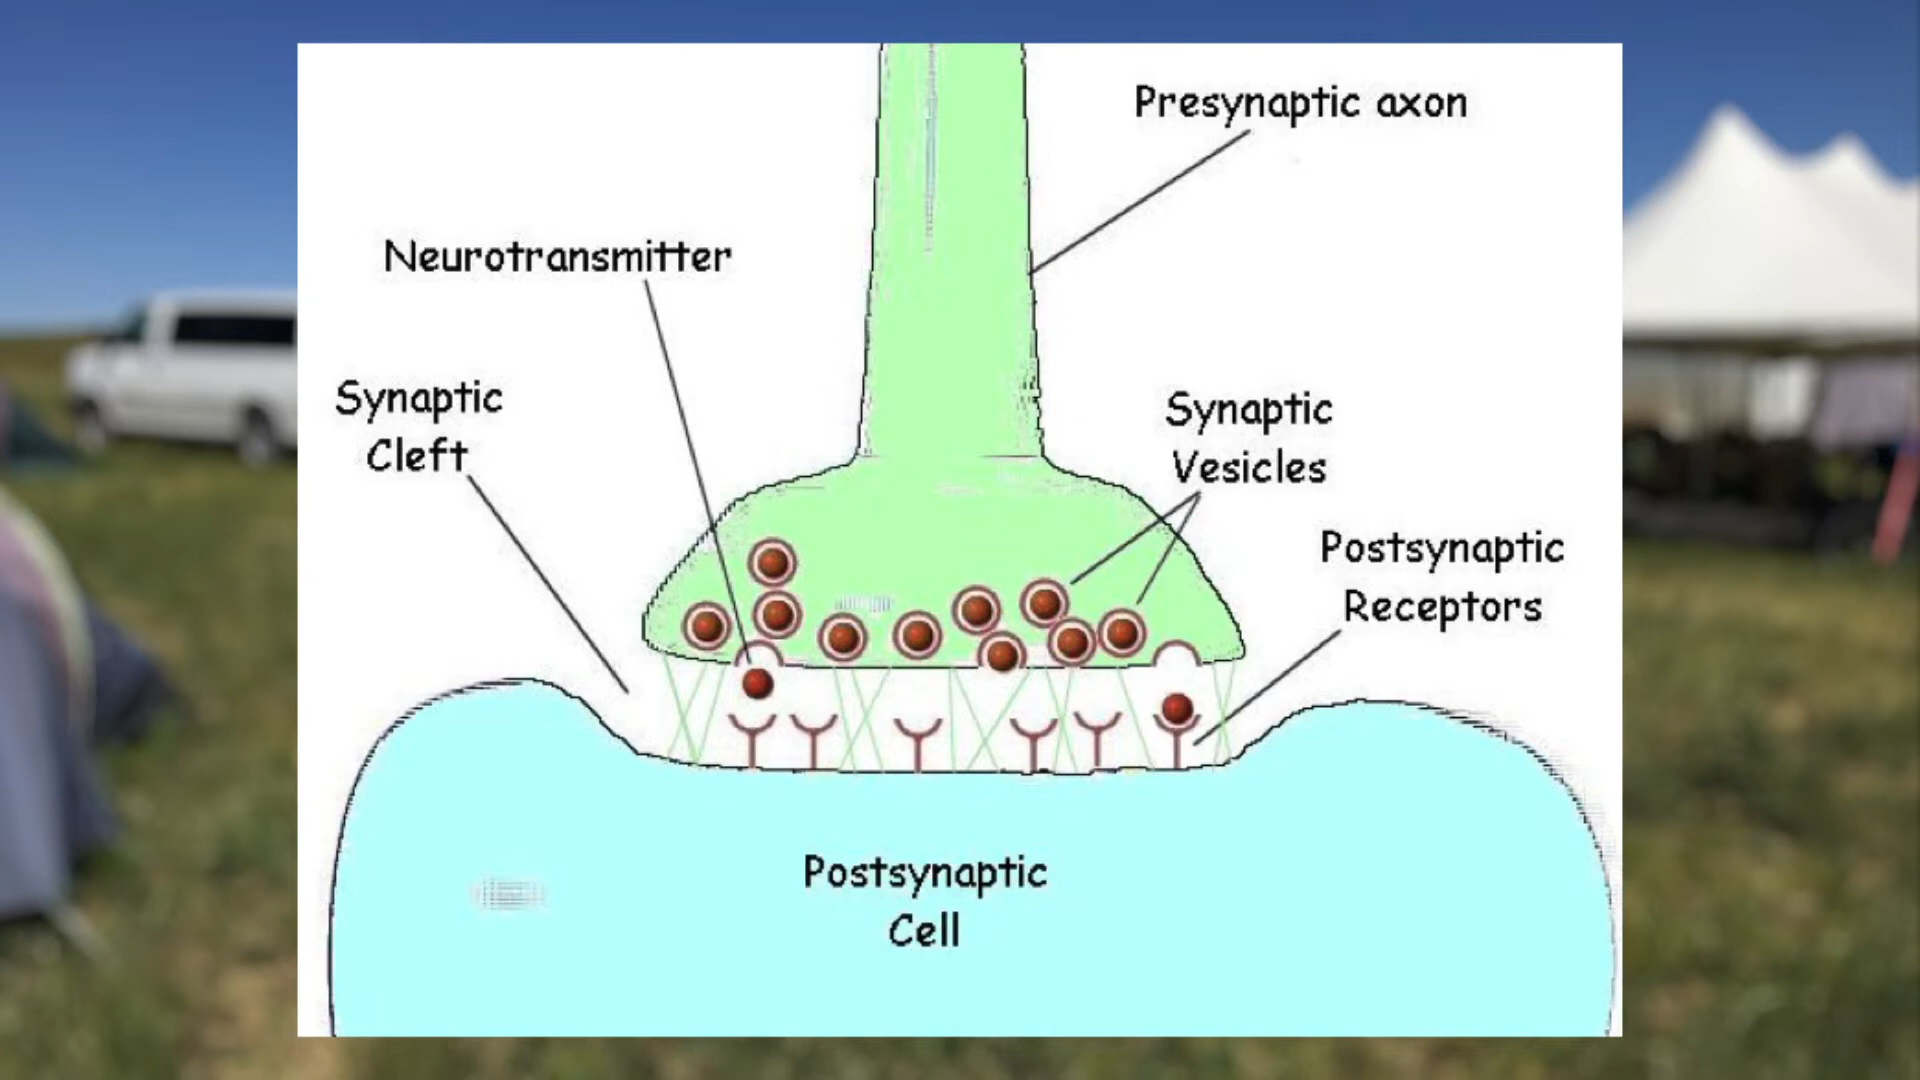 Presynaptic axon
Neurotransmitter
Synaptic
Cleft
Synaptic
Vesicles
Postsynaptic
Receptors
Postsynaptic
Cell